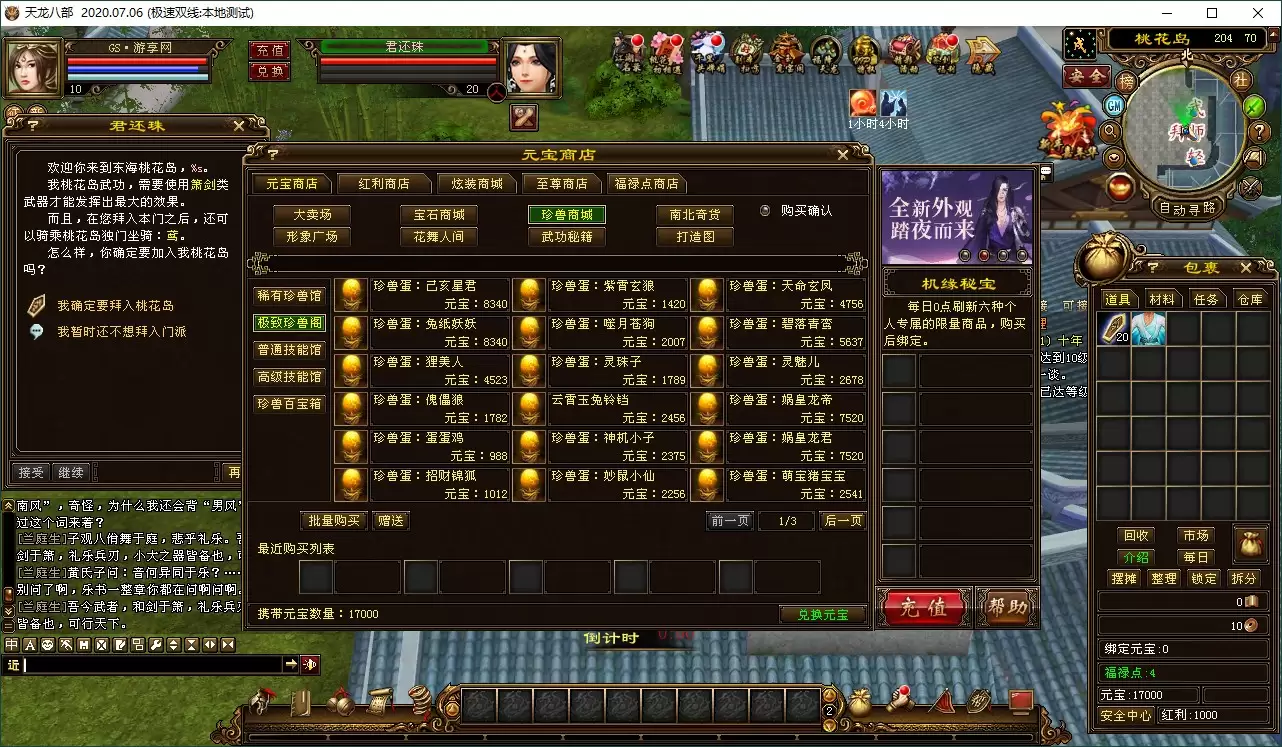 天龙八部 2020.07.06 (极速双线:本地测试)
GS·游享网
10
充值
兑换
君还珠
20
1小时
4小时
桃花岛
204 70
安全
榜
社
GM
拜师
自动寻路
君还珠
欢迎你来到东海桃花岛，%s。
我桃花岛武功，需要使用箫剑类
武器才能发挥出最大的效果。
而且，在您拜入本门之后，还可
以骑乘桃花岛独门坐骑：鸢。
怎么样，你确定要加入我桃花岛
吗？
我确定要拜入桃花岛
我暂时还不想拜入门派
接受
继续
再
元宝商店
元宝商店
红利商店
炫装商城
至尊商店
福禄点商店
大卖场
宝石商城
珍兽商城
南北奇货
购买确认
形象广场
花舞人间
武功秘籍
打造图
稀有珍兽馆
极致珍兽阁
普通技能馆
高级技能馆
珍兽百宝箱
珍兽蛋：己亥星君
元宝：8340
珍兽蛋：紫霄玄狼
元宝：1420
珍兽蛋：天命玄风
元宝：4756
珍兽蛋：兔纸妖妖
元宝：8340
珍兽蛋：噬月苍狗
元宝：2007
珍兽蛋：碧落青鸾
元宝：5637
珍兽蛋：狸美人
元宝：4523
珍兽蛋：灵珠子
元宝：1789
珍兽蛋：灵魅儿
元宝：2678
珍兽蛋：傀儡狼
元宝：1782
云霄玉兔铃铛
元宝：2456
珍兽蛋：娲皇龙帝
元宝：7520
珍兽蛋：蛋蛋鸡
元宝：988
珍兽蛋：神机小子
元宝：2375
珍兽蛋：娲皇龙君
元宝：7520
珍兽蛋：招财锦狐
元宝：1012
珍兽蛋：妙鼠小仙
元宝：2256
珍兽蛋：萌宝猪宝宝
元宝：2541
批量购买
赠送
前一页
1/3
后一页
最近购买列表
携带元宝数量：17000
兑换元宝
全新外观
踏夜而来
机缘秘宝
每日0点刷新六种个
人专属的限量商品，购买
后绑定。
充值
帮助
倒计时
包裹
道具
材料
任务
仓库
20
回收
市场
介绍
每日
摆摊
整理
锁定
拆分
0
10
绑定元宝:0
福禄点:4
元宝:17000
安全中心
红利:1000
南风”，奇怪，为什么我还会背“男风”
过这个词来着？
[兰庭生]子观八佾舞于庭，悲乎礼乐。
剑于箫，礼乐兵刃，小大之器皆备也，
[兰庭生]黄氏子问：音何异同于乐？……
别问了啊，乐书一整章你都在问啊问啊
[兰庭生]吾今武者，和剑于箫，礼乐兵刃
皆备也，可行天下。
近
2